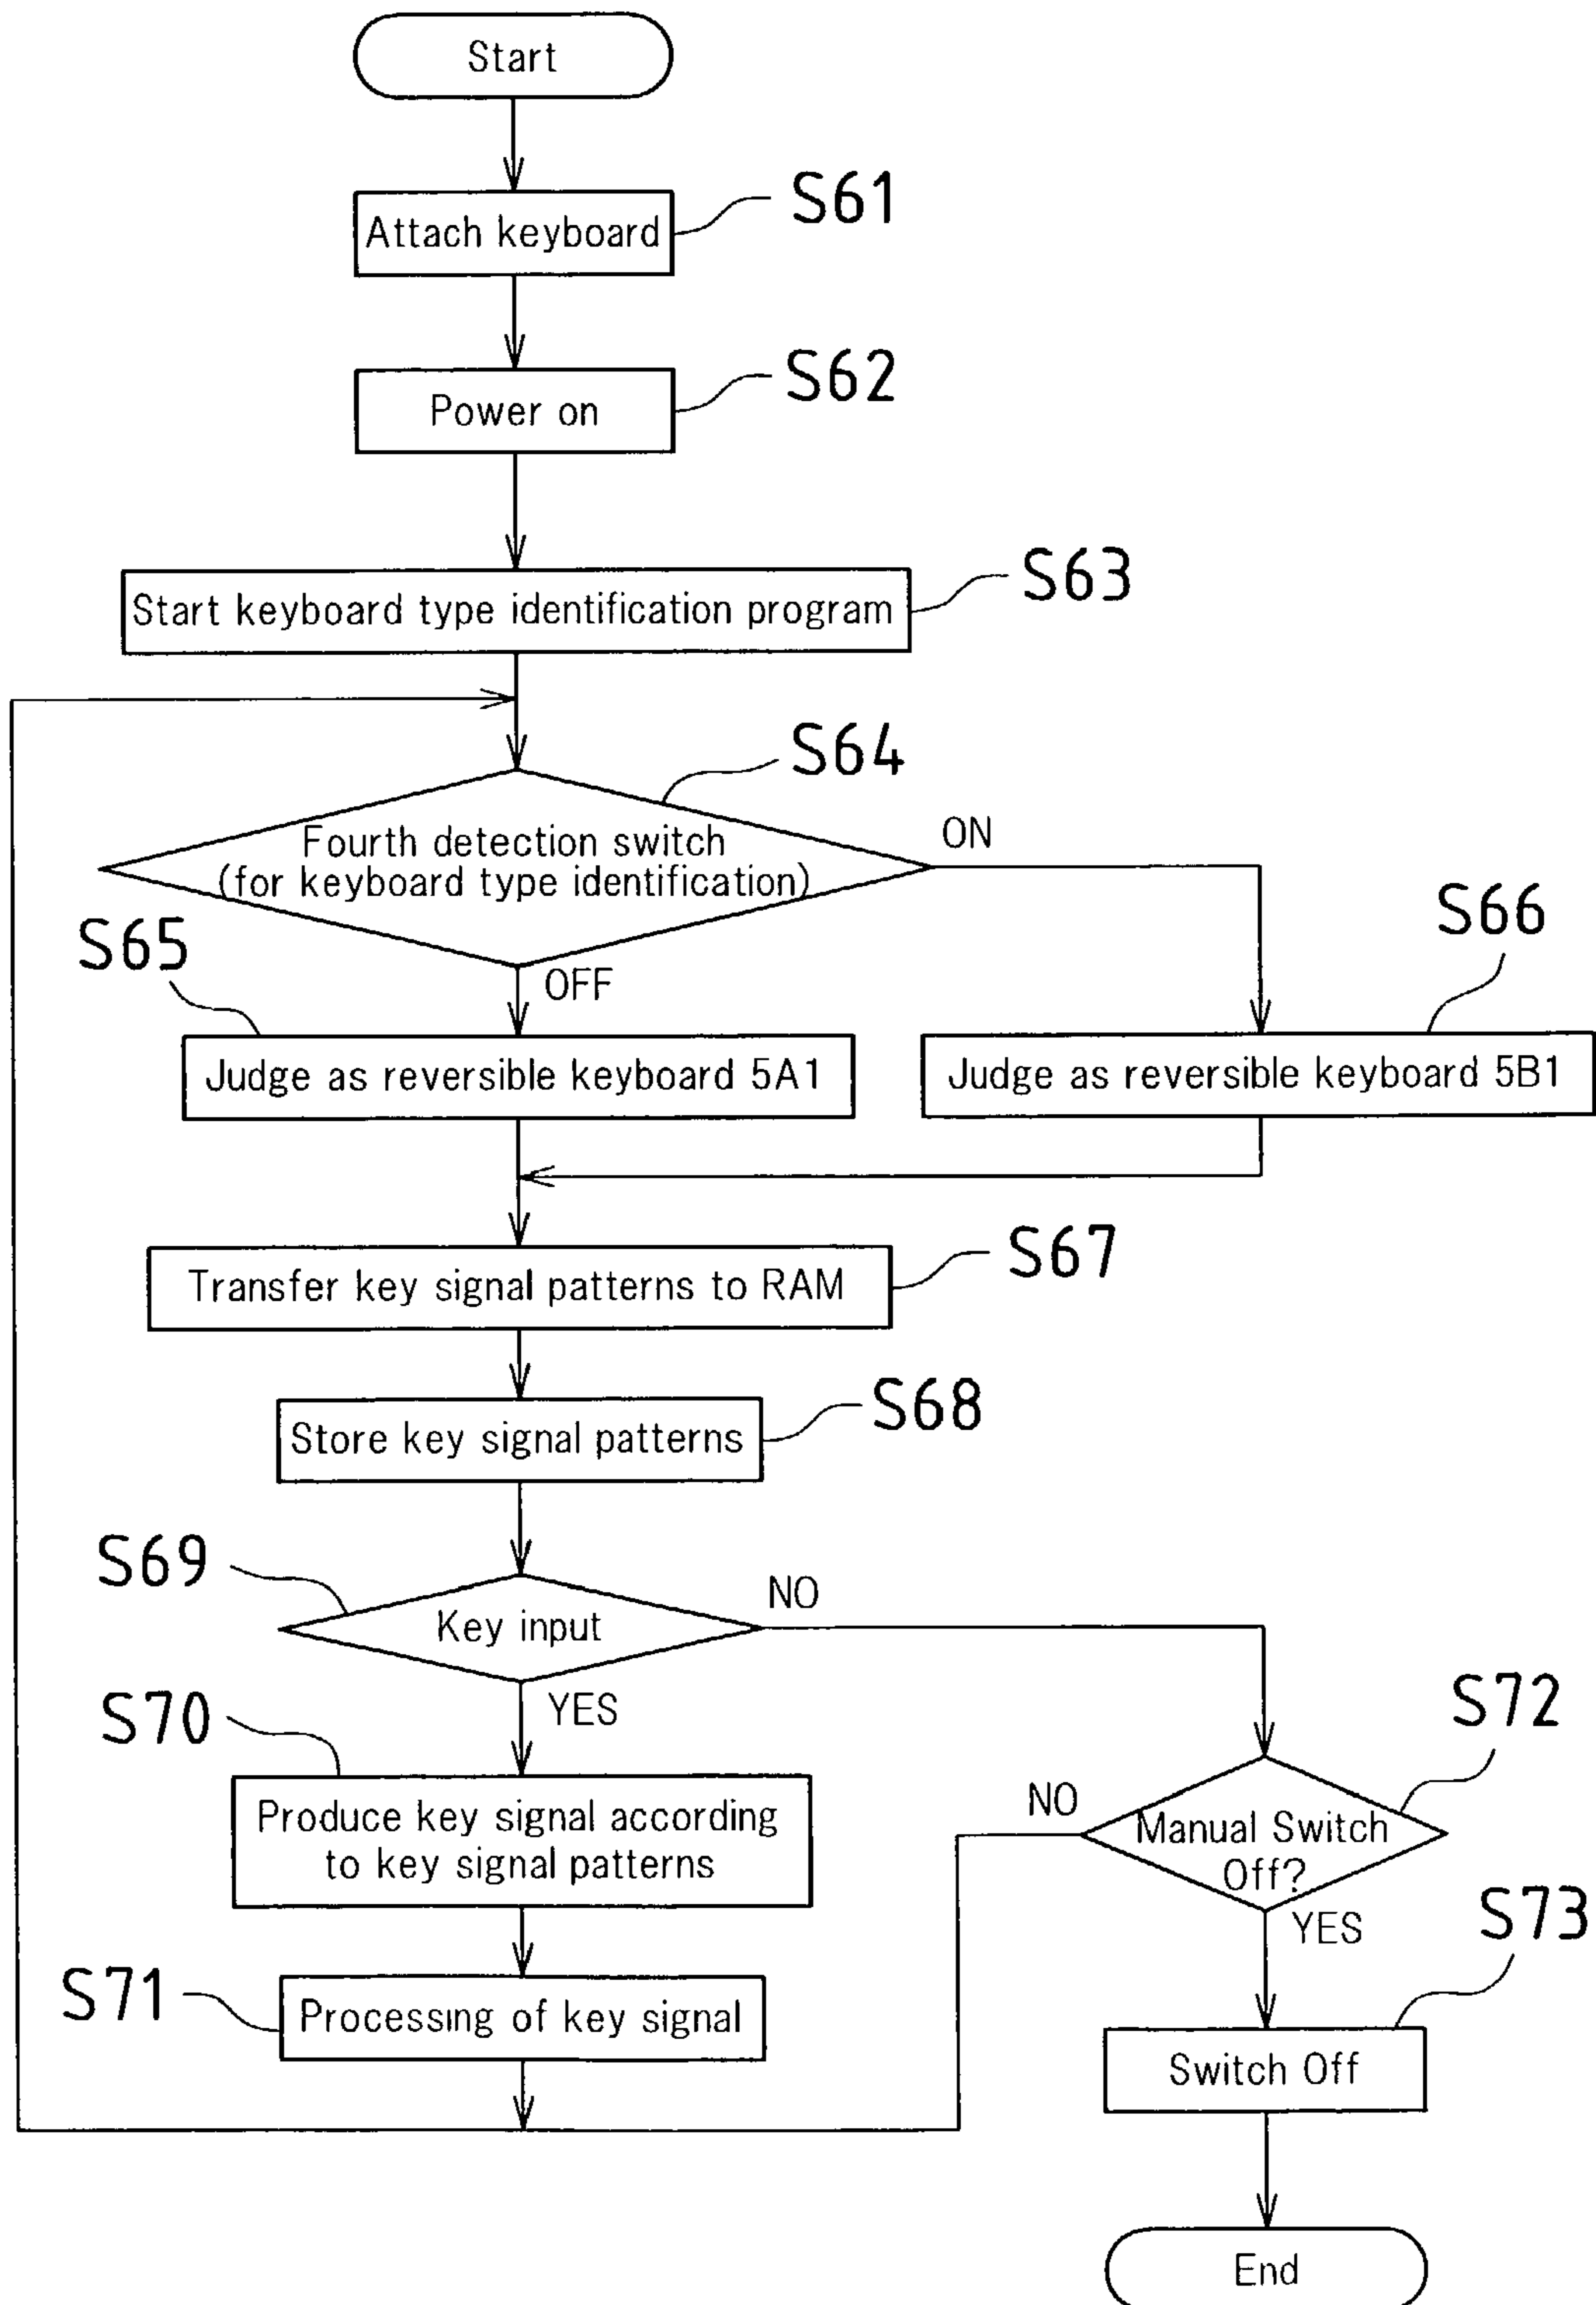 Start
Attach keyboard
S61
Power on
S62
Start keyboard type identification program
S63
S64
Fourth detection switch
(for keyboard type identification)
ON
OFF
S65
Judge as reversible keyboard 5A1
S66
Judge as reversible keyboard 5B1
Transfer key signal patterns to RAM
S67
Store key signal patterns
S68
S69
Key input
NO
YES
S70
Produce key signal according
to key signal patterns
S71
Processing of key signal
S72
NO
Manual Switch
Off?
YES
S73
Switch Off
End